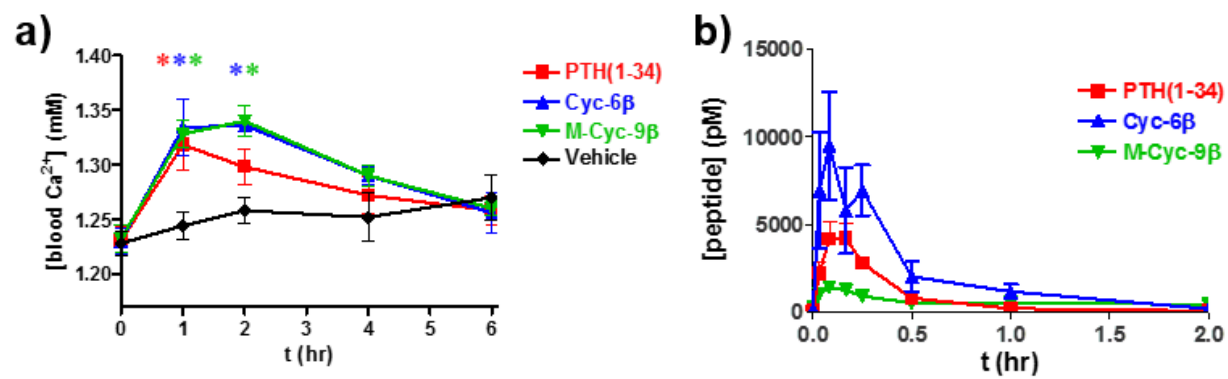 a)
[blood Ca²⁺] (mM)
1.40
1.35
1.30
1.25
1.20
* * *
* *
0 1 2 3 4 5 6
t (hr)
PTH(1-34)
Cyc-6β
M-Cyc-9β
Vehicle
b)
[peptide] (pM)
15000
10000
5000
0
0.0 0.5 1.0 1.5 2.0
t (hr)
PTH(1-34)
Cyc-6β
M-Cyc-9β